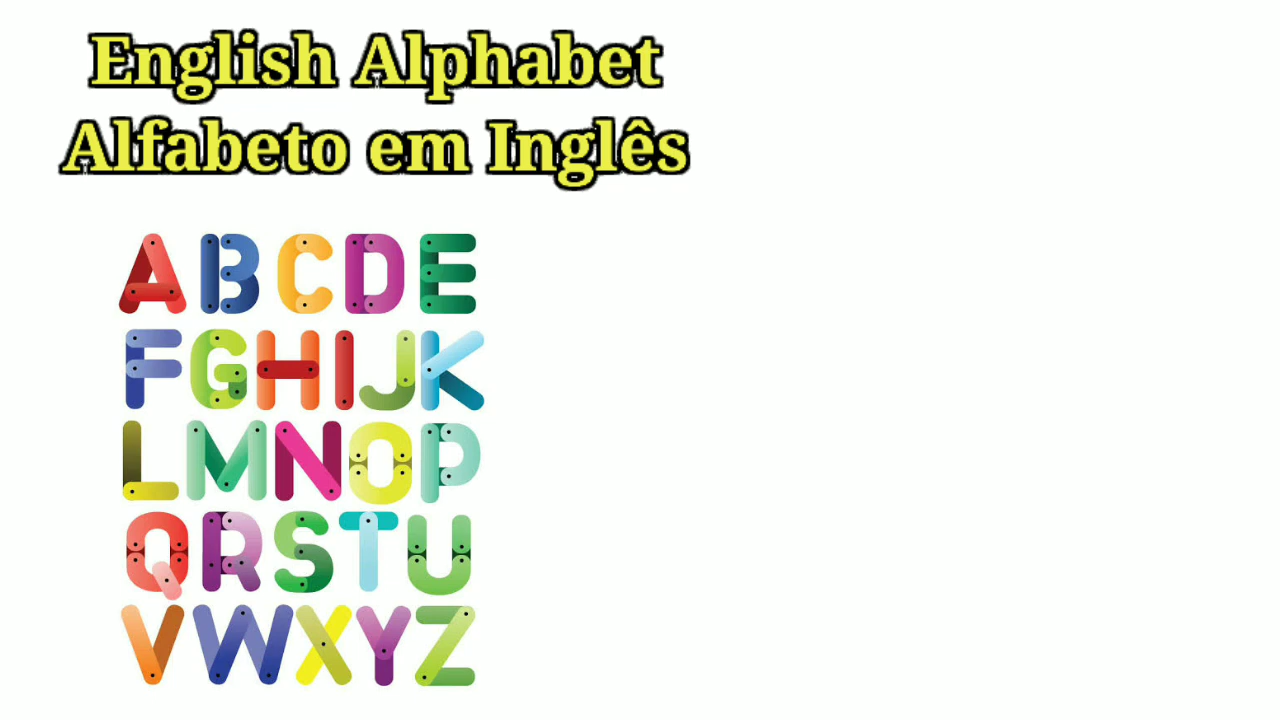 English Alphabet
Alfabeto em Inglês
ABCDE
FGHIJK
LMNOP
QRSTU
VWXYZ